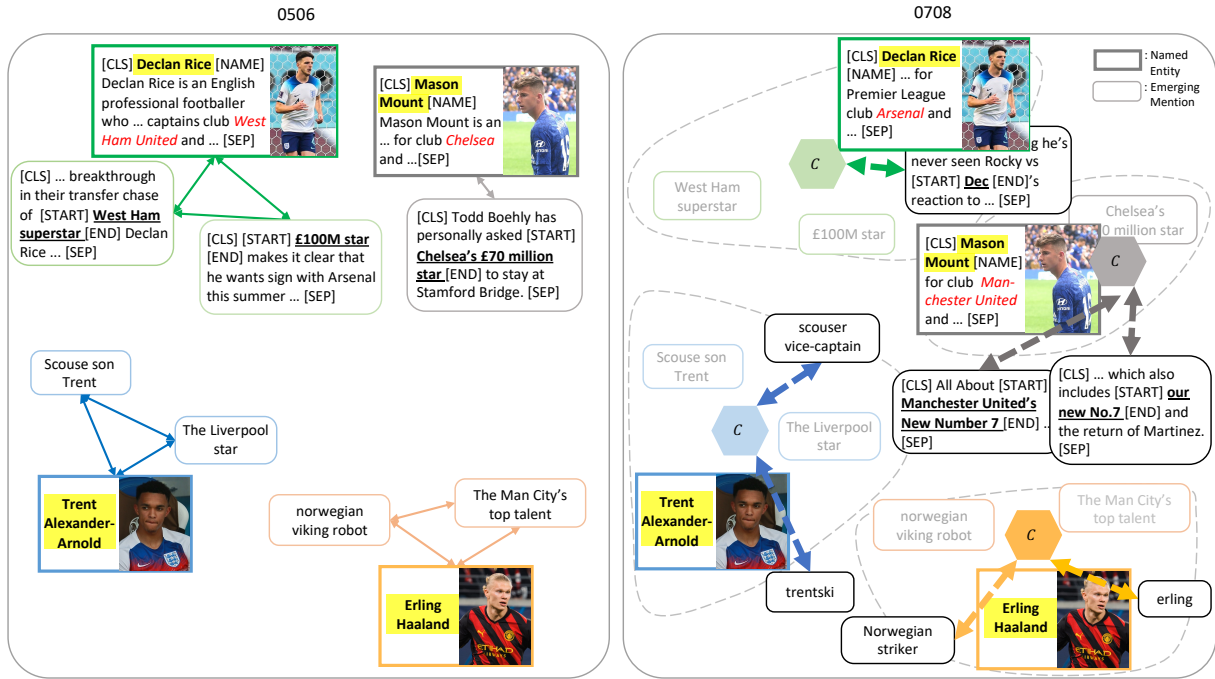 0506
[CLS] Declan Rice [NAME]
Declan Rice is an English
professional footballer
who ... captains club West
Ham United and ... [SEP]
[CLS] Mason
Mount [NAME]
Mason Mount is an
... for club Chelsea
and ...[SEP]
[CLS] ... breakthrough
in their transfer chase
of [START] West Ham
superstar [END] Declan
Rice ... [SEP]
[CLS] [START] £100M star
[END] makes it clear that
he wants sign with Arsenal
this summer ... [SEP]
[CLS] Todd Boehly has
personally asked [START]
Chelsea's £70 million
star [END] to stay at
Stamford Bridge. [SEP]
Scouse son
Trent
The Liverpool
star
Trent
Alexander-
Arnold
norwegian
viking robot
The Man City's
top talent
Erling
Haaland
0708
[CLS] Declan Rice
[NAME] ... for
Premier League
club Arsenal and
... [SEP]
: Named
Entity
: Emerging
Mention
C
g he's
never seen Rocky vs
[START] Dec [END]'s
reaction to ... [SEP]
West Ham
superstar
£100M star
Chelsea's
0 million star
[CLS] Mason
Mount [NAME]
for club Man-
chester United
and ... [SEP]
C
scouser
vice-captain
Scouse son
Trent
C
The Liverpool
star
[CLS] All About [START]
Manchester United's
New Number 7 [END] ..
[SEP]
[CLS] ... which also
includes [START] our
new No.7 [END] and
the return of Martinez.
[SEP]
Trent
Alexander-
Arnold
trentski
norwegian
viking robot
The Man City's
top talent
C
Erling
Haaland
erling
Norwegian
striker